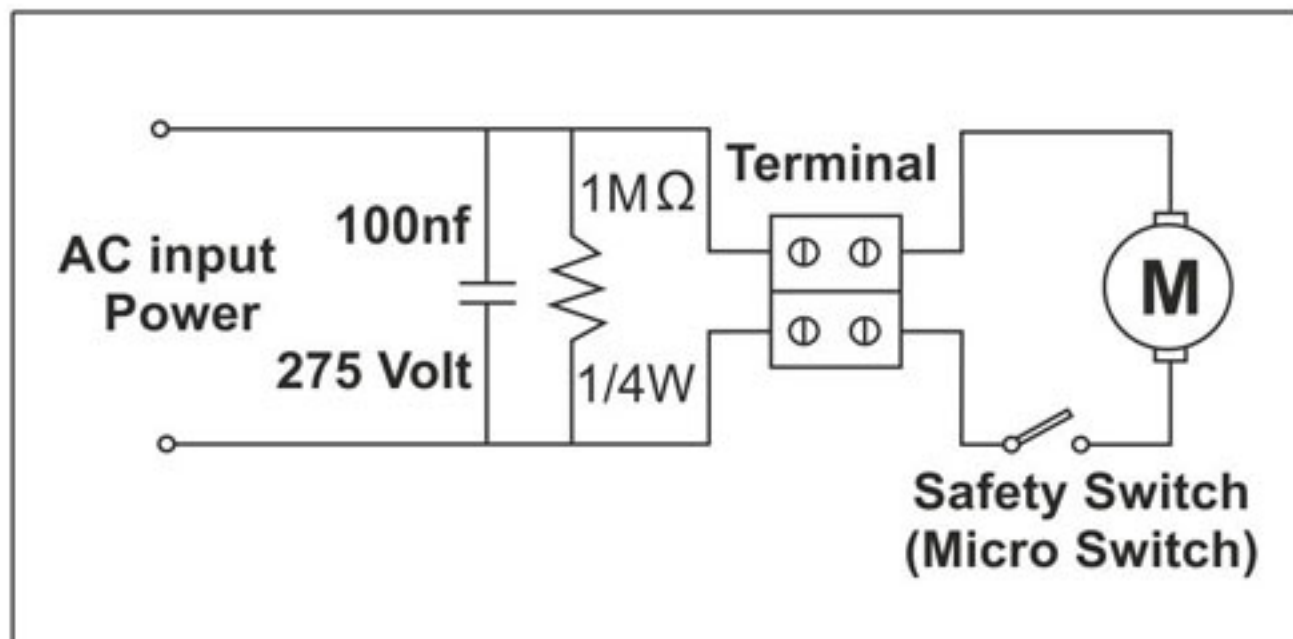 AC input
Power
100nf
275 Volt
1MΩ
1/4W
Terminal
M
Safety Switch
(Micro Switch)